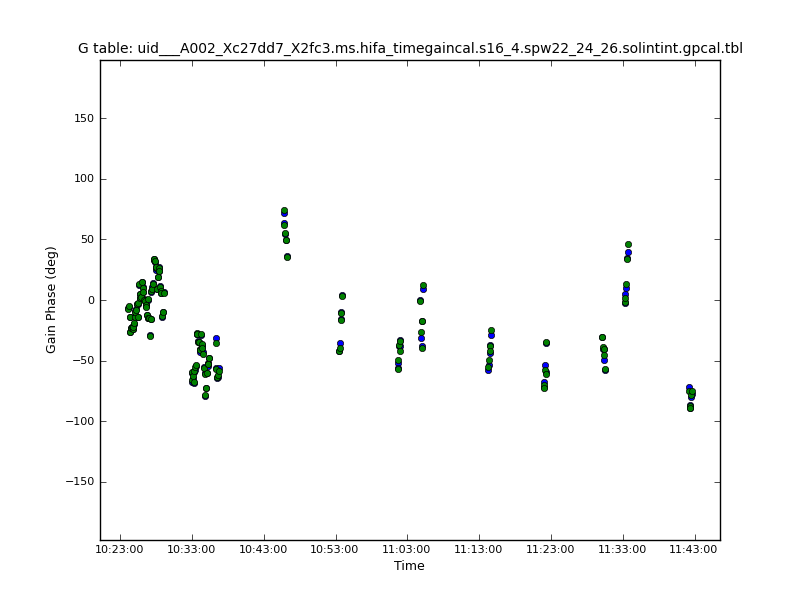 G table: uid___A002_Xc27dd7_X2fc3.ms.hifa_timegaincal.s16_4.spw22_24_26.solintint.gpcal.tbl
150
100
50
0
−50
−100
−150
Gain Phase (deg)
10:23:00 10:33:00 10:43:00 10:53:00 11:03:00 11:13:00 11:23:00 11:33:00 11:43:00
Time